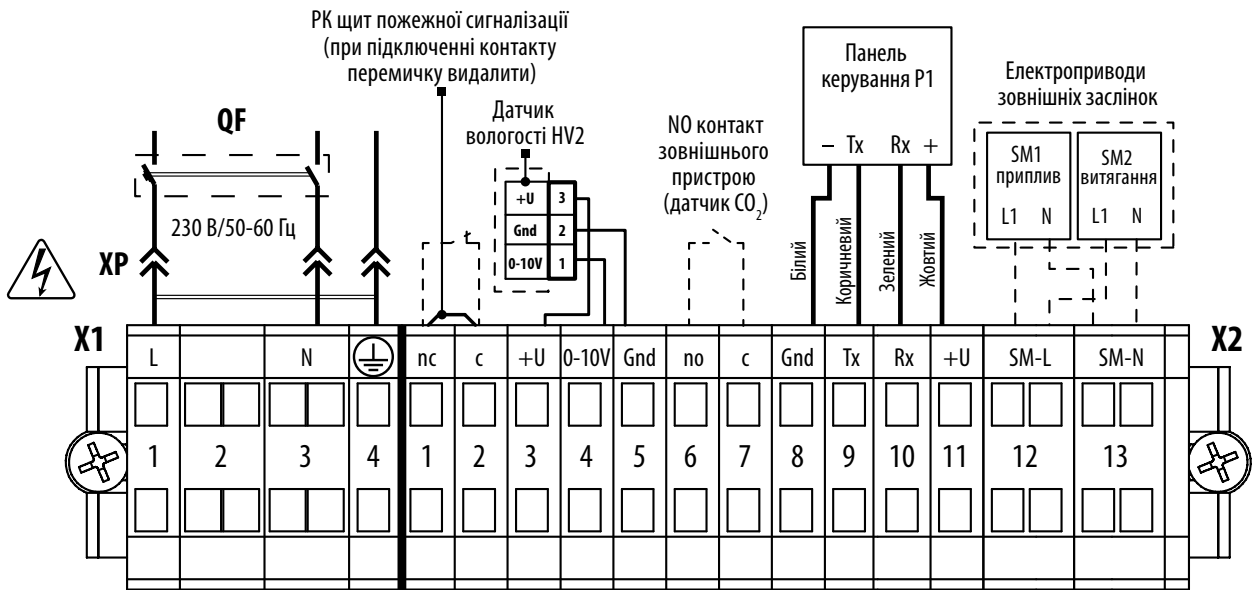 РК щит пожежної сигналізації
(при підключенні контакту
перемичку видалити)
Датчик
вологості HV2
NO контакт
зовнішнього
пристрою
(датчик CO2)
Панель
керування P1
– Tx Rx +
Електроприводи
зовнішніх заслінок
SM1
приплив
L1 N
SM2
витягання
L1 N
QF
230 В/50-60 Гц
XP
+U 3
Gnd 2
0-10V 1
Білий
Коричневий
Зелений
Жовтий
X1
X2
L N nc c +U 0-10V Gnd no c Gnd Tx Rx +U SM-L SM-N
1 2 3 4 1 2 3 4 5 6 7 8 9 10 11 12 13